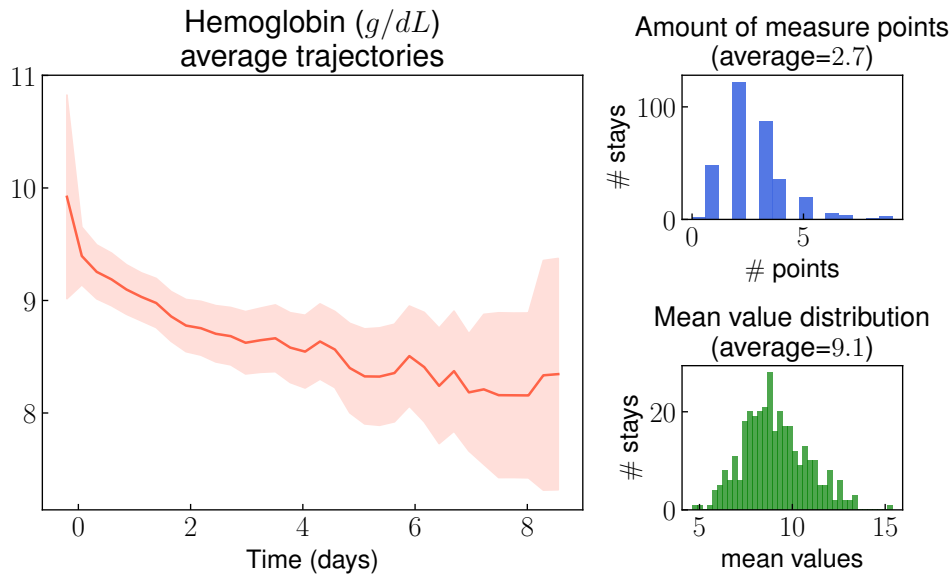 Hemoglobin (g/dL)
average trajectories
11
10
9
8
0
2
4
6
8
Time (days)
Amount of measure points
(average=2.7)
# stays
100
0
0
5
# points
Mean value distribution
(average=9.1)
# stays
20
0
5
10
15
mean values